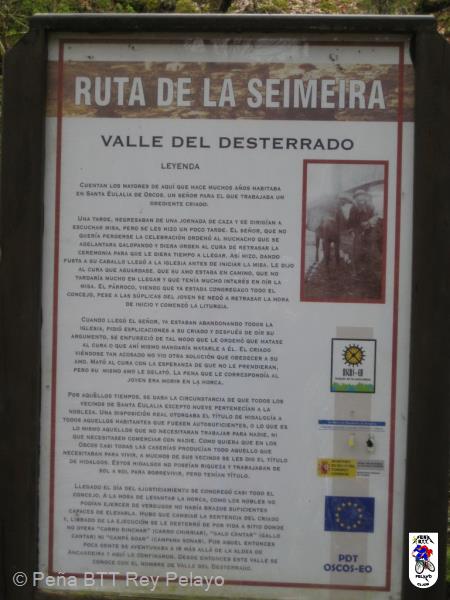 RUTA DE LA SEIMEIRA
VALLE DEL DESTERRADO
LEYENDA
CUENTAN LOS MAYORES DE AQUÍ QUE HACE MUCHOS AÑOS HABITABA
EN SANTA EULALIA DE OSCOS, UN SEÑOR PARA EL QUE TRABAJABA UN
OBEDIENTE CRIADO.
UNA TARDE, REGRESABAN DE UNA JORNADA DE CAZA Y SE DIRIGÍAN A
ESCUCHAR MISA, PERO SE LES HIZO UN POCO TARDE. EL SEÑOR, QUE NO
QUERÍA PERDERSE LA CELEBRACIÓN ORDENÓ AL MUCHACHO QUE SE
ADELANTARA GALOPANDO Y DIERA ORDEN AL CURA DE RETRASAR LA
CEREMONIA PARA QUE LE DIERA TIEMPO A LLEGAR. ASI HIZO, DANDO
FUSTA A SU CABALLO LLEGÓ A LA IGLESIA ANTES DE INICIAR LA MISA. LE DIJO
AL CURA QUE AGUARDASE, QUE SU AMO ESTABA EN CAMINO, QUE NO
TARDARÍA MUCHO EN LLEGAR Y QUE TENÍA MUCHO INTERÉS EN OÍR LA
MISA. EL PÁRROCO, VIENDO QUE YA ESTABA CONGREGADO TODO EL
CONCEJO, PESE A LAS SÚPLICAS DEL JOVEN SE NEGÓ A RETRASAR LA HORA
DE INICIO Y COMENZÓ LA LITURGIA.
CUANDO LLEGÓ EL SEÑOR, YA ESTABAN ABANDONANDO TODOS LA
IGLESIA, PIDIÓ EXPLICACIONES A SU CRIADO Y DESPUÉS DE DIR SU
ARGUMENTO, SE ENFURECIÓ DE TAL MODO QUE LE ORDENÓ QUE MATASE
AL CURA O QUE ASÍ MISMO MANDARÍA MATARLE A ÉL. EL CRIADO
VIÉNDOSE TAN ACOSADO NO VIO OTRA SOLUCIÓN QUE OBEDECER A SU
AMO. MATÓ AL CURA CON LA ESPERANZA DE QUE NO LE PRENDIERAN,
PERO SU MISMO AMO LE DELATÓ. LA PENA QUE LE CORRESPONDÍA AL
JOVEN ERA MORIR EN LA HORCA.
POR AQUELLOS TIEMPOS, SE DABA LA CIRCUNSTANCIA DE QUE TODOS LOS
VECINOS DE SANTA EULALIA EXCEPTO NUEVE PERTENECÍAN A LA
NOBLEZA. UNA DISPOSICIÓN REAL OTORGABA EL TÍTULO DE HIDALGUÍA A
TODOS AQUELLOS HABITANTES QUE FUESEN AUTOSUFICIENTES, O LO QUE ES
LO MISMO AQUELLOS QUE NO NECESITARAN TRABAJAR PARA NADIE, NI
QUE NECESITASEN COMERCIAR CON NADIE. COMO QUIERA QUE EN LOS
OSCOS CASI TODAS LAS CASERÍAS PRODUCÍAN TODO AQUELLO QUE
NECESITABAN PARA VIVIR, A MUCHOS DE SUS VECINOS SE LES DIO EL TÍTULO
DE HIDALGOS. ESTOS HIDALGOS NO POSEÍAN RIQUEZA Y TRABAJABAN DE
SOL A SOL PARA SOBREVIVIR, PERO TENÍAN TÍTULO.
LLEGADO EL DÍA DEL AJUSTICIAMIENTO SE CONGREGÓ CASI TODO EL
CONCEJO. A LA HORA DE LEVANTAR LA HORCA, COMO LOS NOBLES NO
PODÍAN EJERCER DE VERDUGOS NO HABÍA BRAZOS SUFICIENTES
CAPACES DE ELEVARLA. HUBO QUE CAMBIAR LA SENTENCIA DEL CRIADO
Y, LIBRADO DE LA EJECUCIÓN SE LE DESTERRÓ DE POR VIDA A SITIO DONDE
NO OYERA "CARRO RINCHAR" (CARRO CHIRRIAR), "GALO CANTAR" (GALLO
CANTAR) NI "CAMPÁ SOAR" (CAMPANA SONAR). POR AQUEL ENTONCES
POCA GENTE SE AVENTURABA A IR MÁS ALLÁ DE LA ALDEA DE
ANCADEIRA Y AQUÍ LO CONFINARON. DESDE ENTONCES ESTE VALLE SE
CONOCE CON EL NOMBRE DE VALLE DEL DESTERRADO.
PDT
OSCOS-EO
© Peña BTT Rey Pelayo